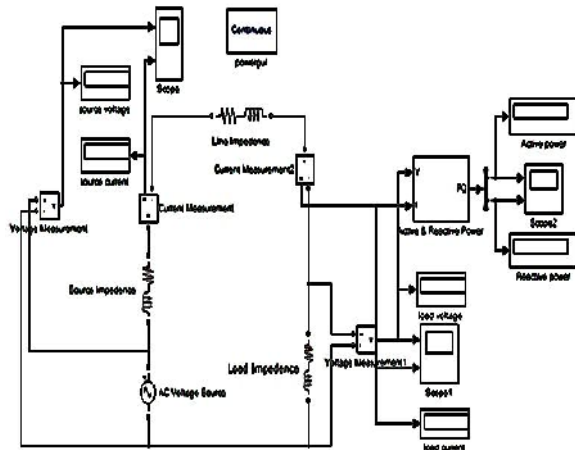 Continuous
powergui
Scope
source voltage
Line Impedance
source current
Current Measurement2
Active power
V
I
PQ
Scope2
Voltage Measurement
Current Measurement
Active & Reactive Power
Reactive power
Source Impedance
load voltage
Load Impedance
Voltage Measurement1
AC Voltage Source
Scope1
load current